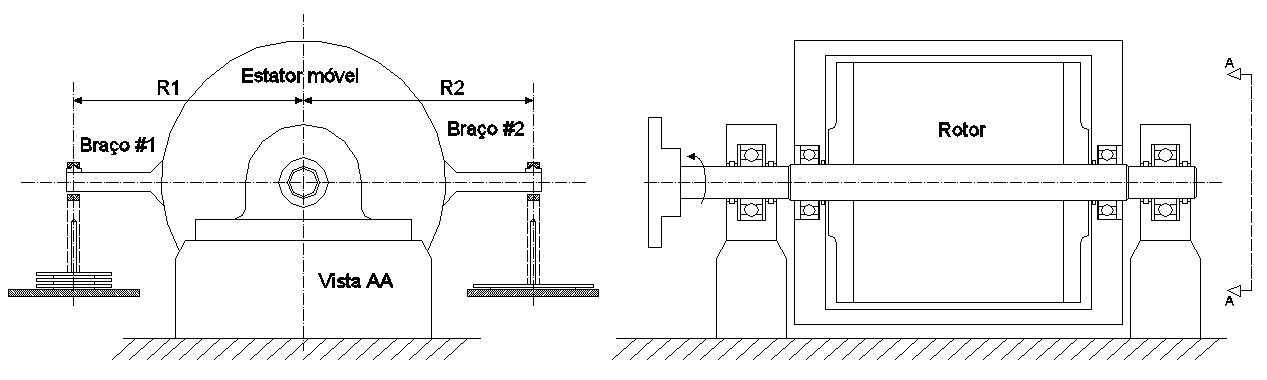 Estator móvel
R1
R2
Braço #1
Braço #2
Vista AA
Rotor
A
A